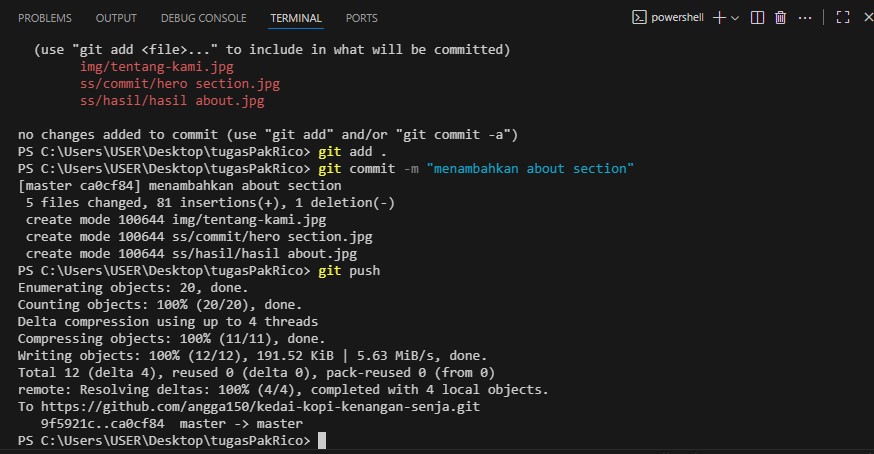 PROBLEMS OUTPUT DEBUG CONSOLE TERMINAL PORTS powershell
(use "git add <file>..." to include in what will be committed)
img/tentang-kami.jpg
ss/commit/hero section.jpg
ss/hasil/hasil about.jpg
no changes added to commit (use "git add" and/or "git commit -a")
PS C:\Users\USER\Desktop\tugasPakRico> git add .
PS C:\Users\USER\Desktop\tugasPakRico> git commit -m "menambahkan about section"
[master ca0cf84] menambahkan about section
5 files changed, 81 insertions(+), 1 deletion(-)
create mode 100644 img/tentang-kami.jpg
create mode 100644 ss/commit/hero section.jpg
create mode 100644 ss/hasil/hasil about.jpg
PS C:\Users\USER\Desktop\tugasPakRico> git push
Enumerating objects: 20, done.
Counting objects: 100% (20/20), done.
Delta compression using up to 4 threads
Compressing objects: 100% (11/11), done.
Writing objects: 100% (12/12), 191.52 KiB | 5.63 MiB/s, done.
Total 12 (delta 4), reused 0 (delta 0), pack-reused 0 (from 0)
remote: Resolving deltas: 100% (4/4), completed with 4 local objects.
To https://github.com/angga150/kedai-kopi-kenangan-senja.git
9f5921c..ca0cf84  master -> master
PS C:\Users\USER\Desktop\tugasPakRico>